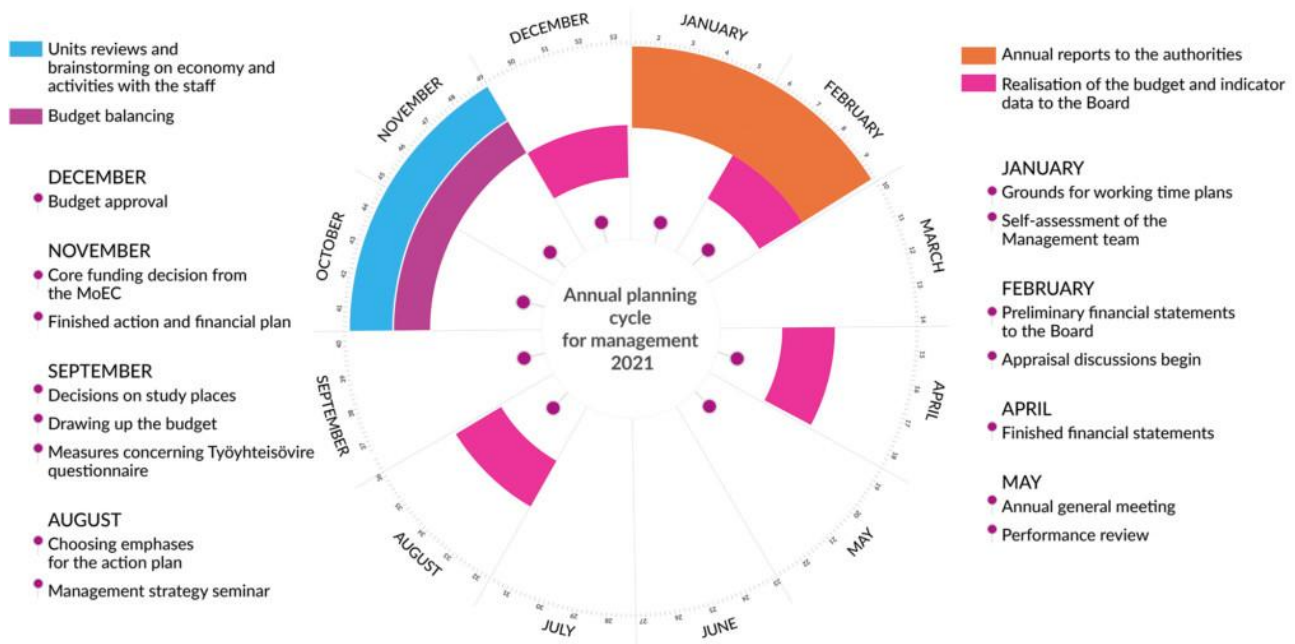 Units reviews and
brainstorming on economy and
activities with the staff
Budget balancing
DECEMBER
Budget approval
NOVEMBER
Core funding decision from
the MoEC
Finished action and financial plan
SEPTEMBER
Decisions on study places
Drawing up the budget
Measures concerning Työyhteisövire
questionnaire
AUGUST
Choosing emphases
for the action plan
Management strategy seminar
JANUARY
FEBRUARY
MARCH
APRIL
MAY
JUNE
JULY
AUGUST
SEPTEMBER
OCTOBER
NOVEMBER
DECEMBER
Annual planning
cycle
for management
2021
Annual reports to the authorities
Realisation of the budget and indicator
data to the Board
JANUARY
Grounds for working time plans
Self-assessment of the
Management team
FEBRUARY
Preliminary financial statements
to the Board
Appraisal discussions begin
APRIL
Finished financial statements
MAY
Annual general meeting
Performance review